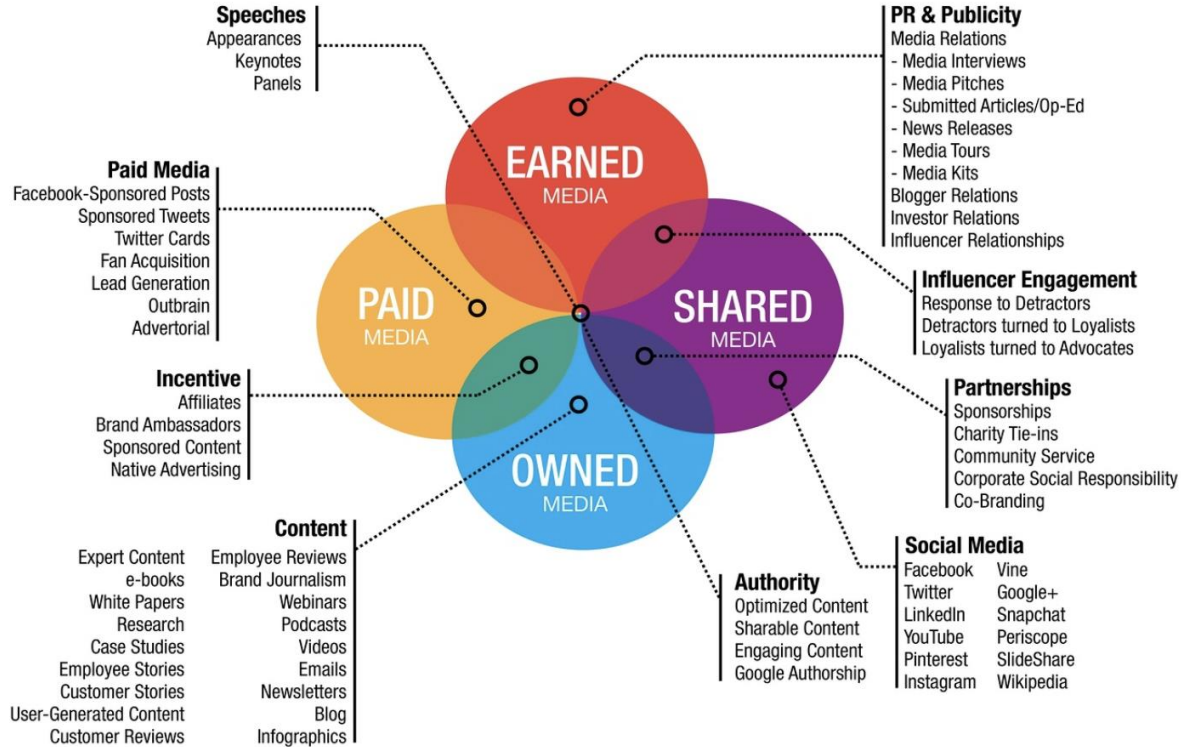 Speeches
Appearances
Keynotes
Panels
PR & Publicity
Media Relations
- Media Interviews
- Media Pitches
- Submitted Articles/Op-Ed
- News Releases
- Media Tours
- Media Kits
Blogger Relations
Investor Relations
Influencer Relationships
EARNED
MEDIA
Paid Media
Facebook-Sponsored Posts
Sponsored Tweets
Twitter Cards
Fan Acquisition
Lead Generation
Outbrain
Advertorial
PAID
MEDIA
SHARED
MEDIA
Influencer Engagement
Response to Detractors
Detractors turned to Loyalists
Loyalists turned to Advocates
Incentive
Affiliates
Brand Ambassadors
Sponsored Content
Native Advertising
Partnerships
Sponsorships
Charity Tie-ins
Community Service
Corporate Social Responsibility
Co-Branding
OWNED
MEDIA
Content
Expert Content
e-books
White Papers
Research
Case Studies
Employee Stories
Customer Stories
User-Generated Content
Customer Reviews
Employee Reviews
Brand Journalism
Webinars
Podcasts
Videos
Emails
Newsletters
Blog
Infographics
Authority
Optimized Content
Sharable Content
Engaging Content
Google Authorship
Social Media
Facebook
Twitter
LinkedIn
YouTube
Pinterest
Instagram
Vine
Google+
Snapchat
Periscope
SlideShare
Wikipedia